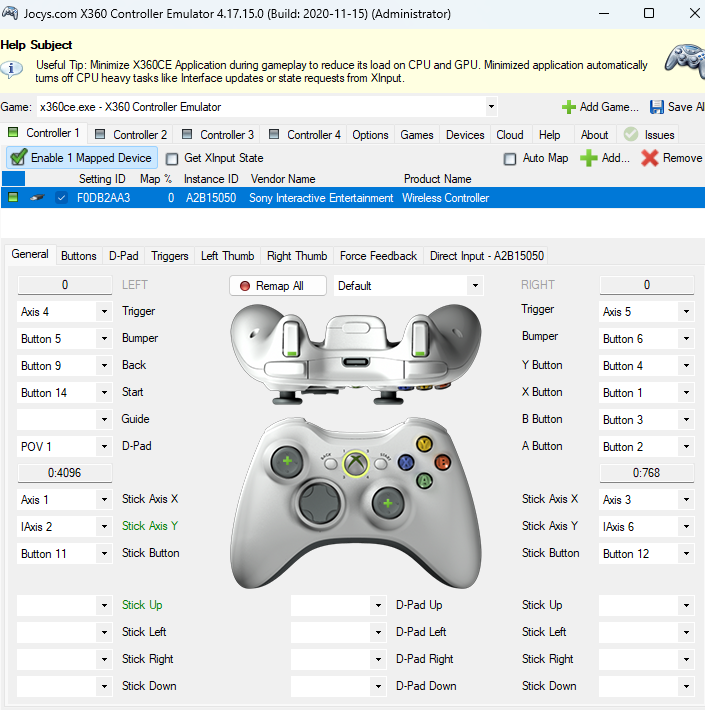 Jocys.com X360 Controller Emulator 4.17.15.0 (Build: 2020-11-15) (Administrator)
Help Subject
Useful Tip: Minimize X360CE Application during gameplay to reduce its load on CPU and GPU. Minimized application automatically
turns off CPU heavy tasks like Interface updates or state requests from XInput.
Game: x360ce.exe - X360 Controller Emulator Add Game... Save Al
Controller 1 Controller 2 Controller 3 Controller 4 Options Games Devices Cloud Help About Issues
Enable 1 Mapped Device Get XInput State Auto Map Add... Remove
Setting ID Map % Instance ID Vendor Name Product Name
F0DB2AA3 0 A2B15050 Sony Interactive Entertainment Wireless Controller
General Buttons D-Pad Triggers Left Thumb Right Thumb Force Feedback Direct Input - A2B15050
0 LEFT Remap All Default RIGHT 0
Axis 4 Trigger Trigger Axis 5
Button 5 Bumper Bumper Button 6
Button 9 Back Y Button Button 4
Button 14 Start X Button Button 1
Guide B Button Button 3
POV 1 D-Pad A Button Button 2
BACK START
Y
X B
A
0:4096 0:768
Axis 1 Stick Axis X Stick Axis X Axis 3
IAxis 2 Stick Axis Y Stick Axis Y IAxis 6
Button 11 Stick Button Stick Button Button 12
Stick Up D-Pad Up Stick Up
Stick Left D-Pad Left Stick Left
Stick Right D-Pad Right Stick Right
Stick Down D-Pad Down Stick Down